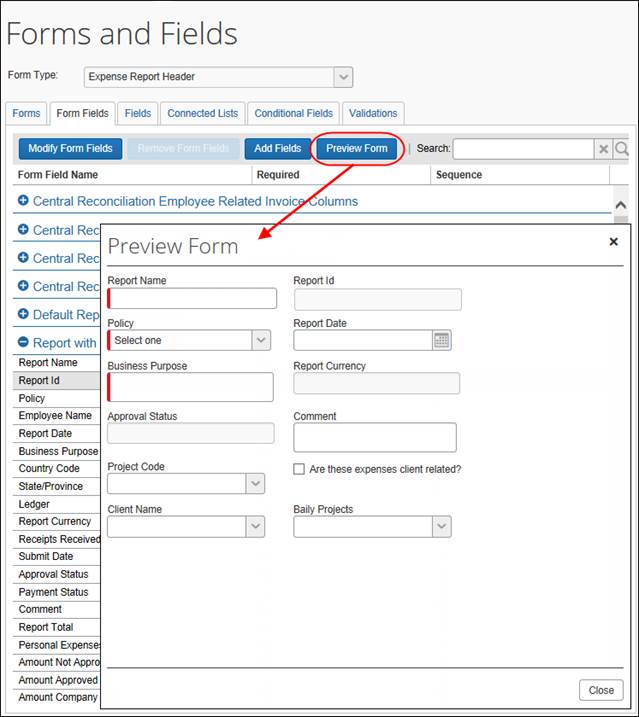 Forms and Fields
Form Type: Expense Report Header
Forms Form Fields Fields Connected Lists Conditional Fields Validations
Modify Form Fields Remove Form Fields Add Fields Preview Form | Search:
Form Field Name Required Sequence
Central Reconciliation Employee Related Invoice Columns
Central Rec
Central Rec
Central Rec
Default Rep
Report with
Report Name
Report Id
Policy
Employee Name
Report Date
Business Purpose
Country Code
State/Province
Ledger
Report Currency
Receipts Received
Submit Date
Approval Status
Payment Status
Comment
Report Total
Personal Expenses
Amount Not Appro
Amount Approved
Amount Company
Preview Form
Report Name Report Id
Policy Report Date
Select one
Business Purpose Report Currency
Approval Status Comment
Project Code Are these expenses client related?
Client Name Baily Projects
Close